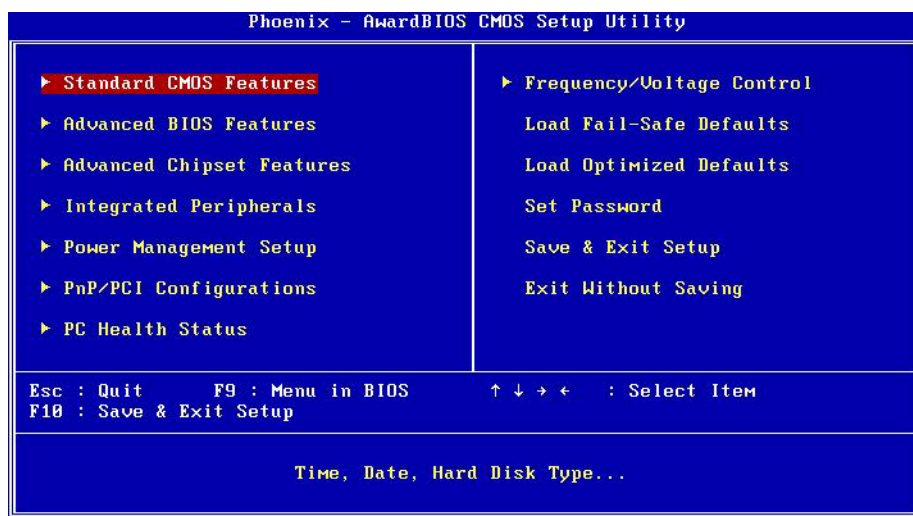 Phoenix - AwardBIOS CMOS Setup Utility
▶ Standard CMOS Features
▶ Advanced BIOS Features
▶ Advanced Chipset Features
▶ Integrated Peripherals
▶ Power Management Setup
▶ PnP/PCI Configurations
▶ PC Health Status
▶ Frequency/Voltage Control
Load Fail-Safe Defaults
Load Optimized Defaults
Set Password
Save & Exit Setup
Exit Without Saving
Esc : Quit F9 : Menu in BIOS ↑ ↓ → ← : Select Item
F10 : Save & Exit Setup
Time, Date, Hard Disk Type...